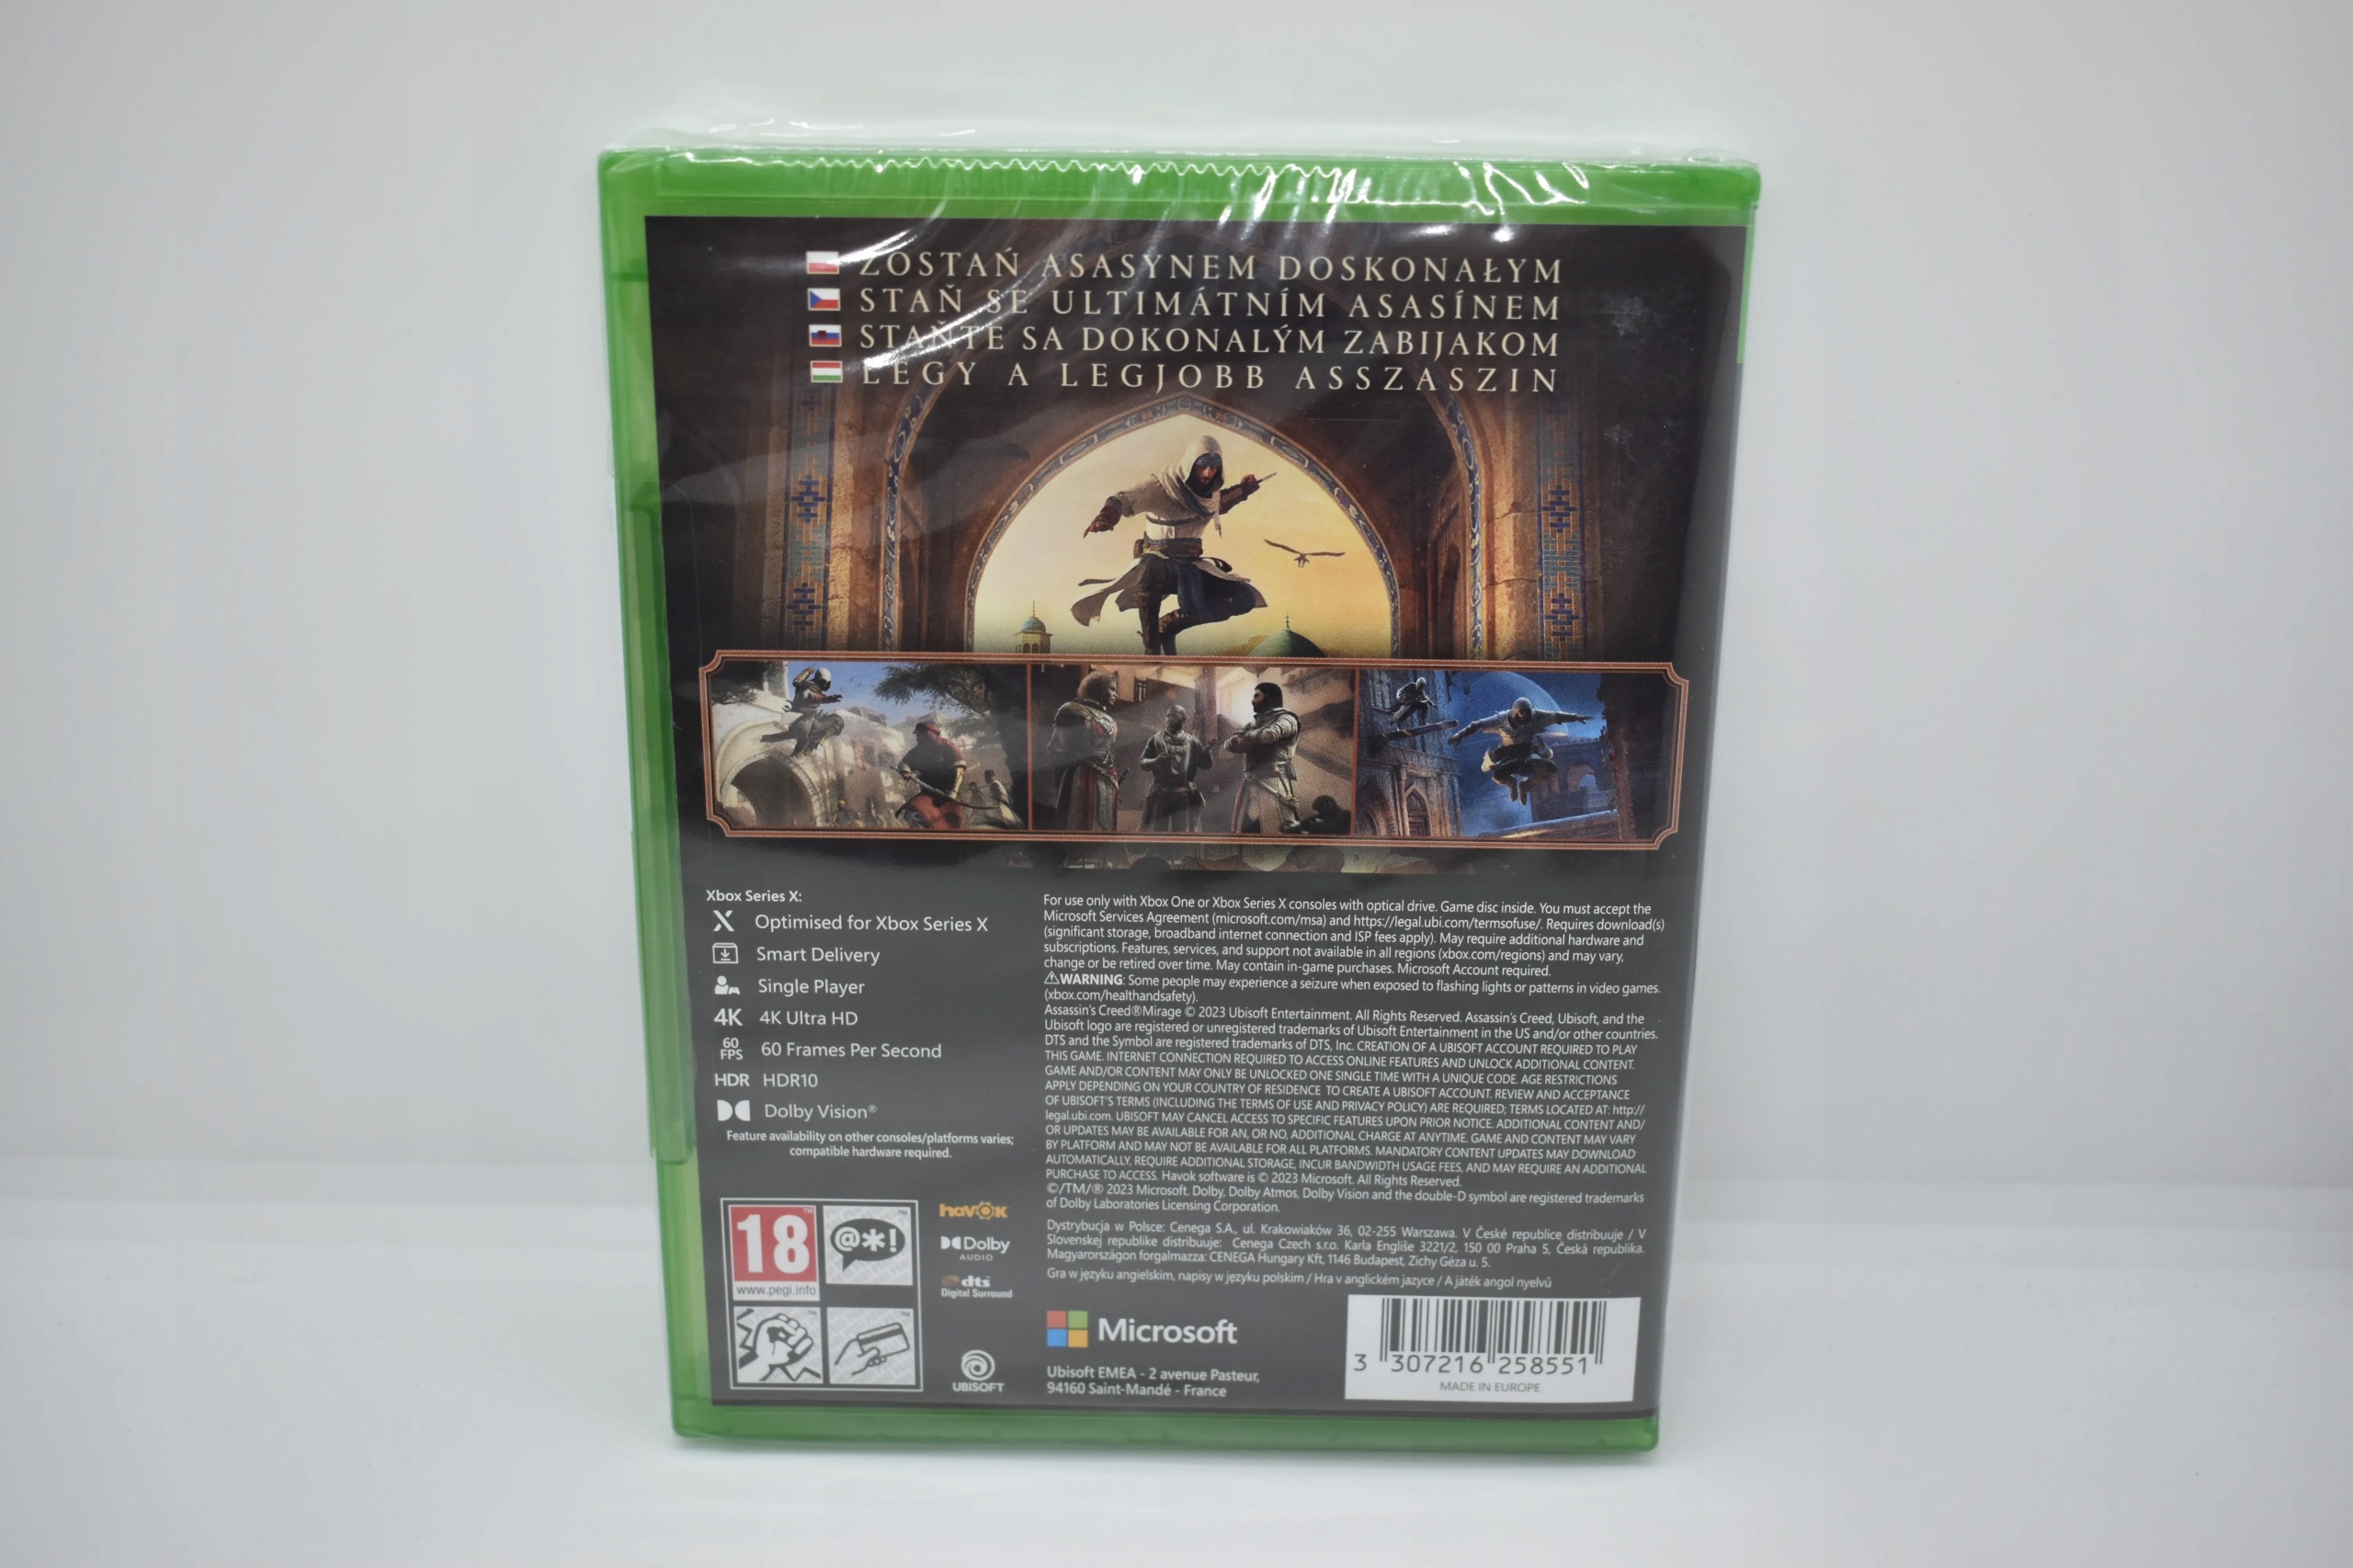 ZOSTAŃ ASASYNEM DOSKONAŁYM
STAŇ SE ULTIMÁTNÍM ASASÍNEM
STAŇTE SA DOKONALÝM ZABIJAKOM
LEGY A LEGJOBB ASSZASZIN
Xbox Series X:
X Optimised for Xbox Series X
Smart Delivery
Single Player
4K 4K Ultra HD
60 FPS 60 Frames Per Second
HDR HDR10
Dolby Vision®
Feature availability on other consoles/platforms varies;
compatible hardware required.
For use only with Xbox One or Xbox Series X consoles with optical drive. Game disc inside. You must accept the
Microsoft Services Agreement (microsoft.com/msa) and https://legal.ubi.com/termsofuse/. Requires download(s)
(significant storage, broadband internet connection and ISP fees apply). May require additional hardware and
subscriptions. Features, services, and support not available in all regions (xbox.com/regions) and may vary,
change or be retired over time. May contain in-game purchases. Microsoft Account required.
⚠WARNING: Some people may experience a seizure when exposed to flashing lights or patterns in video games.
(xbox.com/healthandsafety).
Assassin's Creed®Mirage © 2023 Ubisoft Entertainment. All Rights Reserved. Assassin's Creed, Ubisoft, and the
Ubisoft logo are registered or unregistered trademarks of Ubisoft Entertainment in the US and/or other countries.
DTS and the Symbol are registered trademarks of DTS, Inc. CREATION OF A UBISOFT ACCOUNT REQUIRED TO PLAY
THIS GAME. INTERNET CONNECTION REQUIRED TO ACCESS ONLINE FEATURES AND UNLOCK ADDITIONAL CONTENT.
GAME AND/OR CONTENT MAY ONLY BE UNLOCKED ONE SINGLE TIME WITH A UNIQUE CODE. AGE RESTRICTIONS
APPLY DEPENDING ON YOUR COUNTRY OF RESIDENCE TO CREATE A UBISOFT ACCOUNT. REVIEW AND ACCEPTANCE
OF UBISOFT'S TERMS (INCLUDING THE TERMS OF USE AND PRIVACY POLICY) ARE REQUIRED; TERMS LOCATED AT: http://
legal.ubi.com. UBISOFT MAY CANCEL ACCESS TO SPECIFIC FEATURES UPON PRIOR NOTICE. ADDITIONAL CONTENT AND/
OR UPDATES MAY BE AVAILABLE FOR AN, OR NO, ADDITIONAL CHARGE AT ANYTIME. GAME AND CONTENT MAY VARY
BY PLATFORM AND MAY NOT BE AVAILABLE FOR ALL PLATFORMS. MANDATORY CONTENT UPDATES MAY DOWNLOAD
AUTOMATICALLY, REQUIRE ADDITIONAL STORAGE, INCUR BANDWIDTH USAGE FEES, AND MAY REQUIRE AN ADDITIONAL
PURCHASE TO ACCESS. Havok software is © 2023 Microsoft. All Rights Reserved.
©/TM/® 2023 Microsoft. Dolby, Dolby Atmos, Dolby Vision and the double-D symbol are registered trademarks
of Dolby Laboratories Licensing Corporation.
Dystrybucja w Polsce: Cenega S.A., ul. Krakowiaków 36, 02-255 Warszawa. V České republice distribuuje / V
Slovenskej republike distribuuje: Cenega Czech s.r.o. Karla Engliše 3221/2, 150 00 Praha 5, Česká republika.
Magyarországon forgalmazza: CENEGA Hungary Kft, 1146 Budapest, Zichy Géza u. 5.
Gra w języku angielskim, napisy w języku polskim / Hra v anglickém jazyce / A játék angol nyelvű
18
www.pegi.info
@*!
havok
Dolby
AUDIO
dts
Digital Surround
UBISOFT
Microsoft
Ubisoft EMEA - 2 avenue Pasteur,
94160 Saint-Mandé - France
3 307216 258551
MADE IN EUROPE